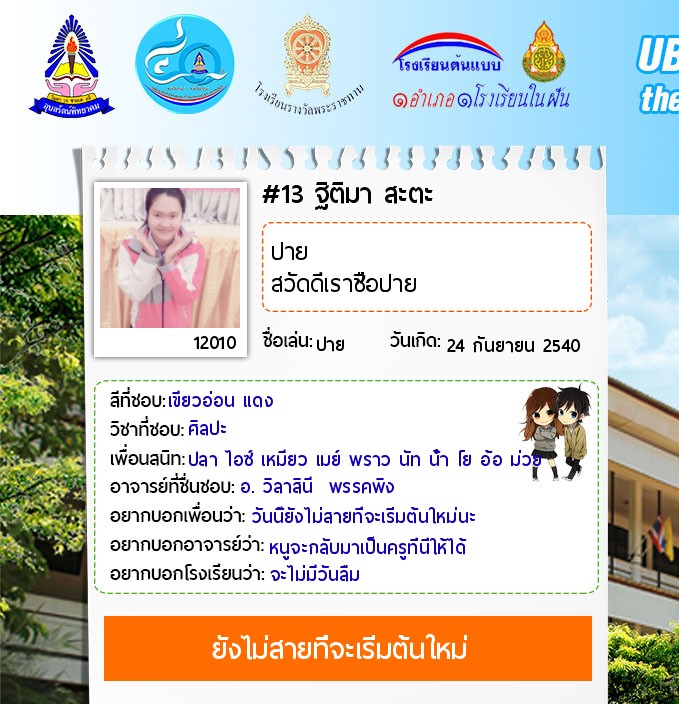 อุบลรัตน์พิทยาคม
โรงเรียนรางวัลพระราชทาน
โรงเรียนต้นแบบ
๑อำเภอ๑โรงเรียนในฝัน
UB
the
#13 ฐิติมา สะตะ
ปาย
สวัดดีเราชือปาย
12010
ชื่อเล่น: ปาย วันเกิด: 24 กันยายน 2540
สีที่ชอบ: เขียวอ่อน แดง
วิชาที่ชอบ: ศิลปะ
เพื่อนสนิท: ปลา ไอซ์ เหมียว เมย์ พราว นัท น้ำ โย อ้อ ม่วย
อาจารย์ที่ชื่นชอบ: อ. วิลาสินี พรรคพิง
อยากบอกเพื่อนว่า: วันนียังไม่สายทีจะเริมต้นใหม่นะ
อยากบอกอาจารย์ว่า: หนูจะกลับมาเป็นครูทีนีให้ได้
อยากบอกโรงเรียนว่า: จะไม่มีวันลืม
ยังไม่สายทีจะเริมต้นใหม่